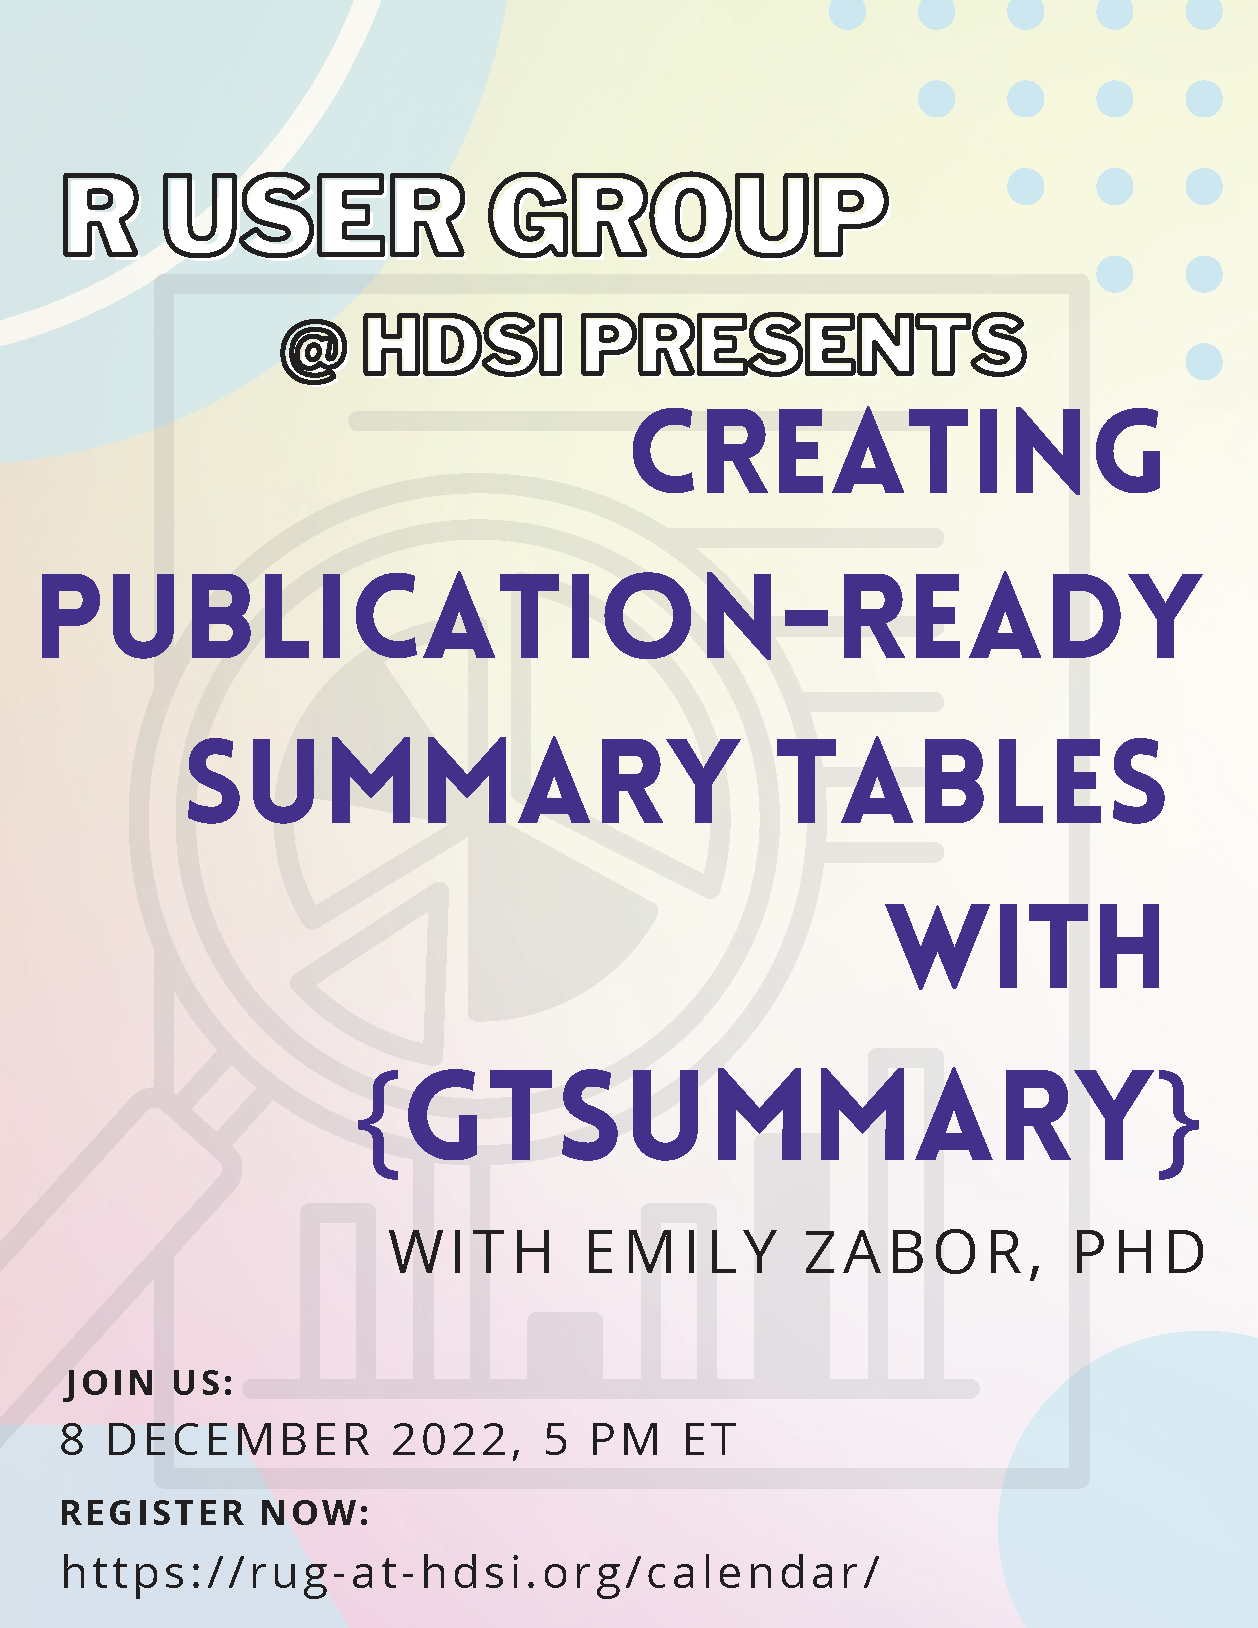 R USER GROUP
@ HDSI PRESENTS
CREATING
PUBLICATION-READY
SUMMARY TABLES
WITH
{GTSUMMARY}
WITH EMILY ZABOR, PHD
JOIN US:
8 DECEMBER 2022, 5 PM ET
REGISTER NOW:
https://rug-at-hdsi.org/calendar/